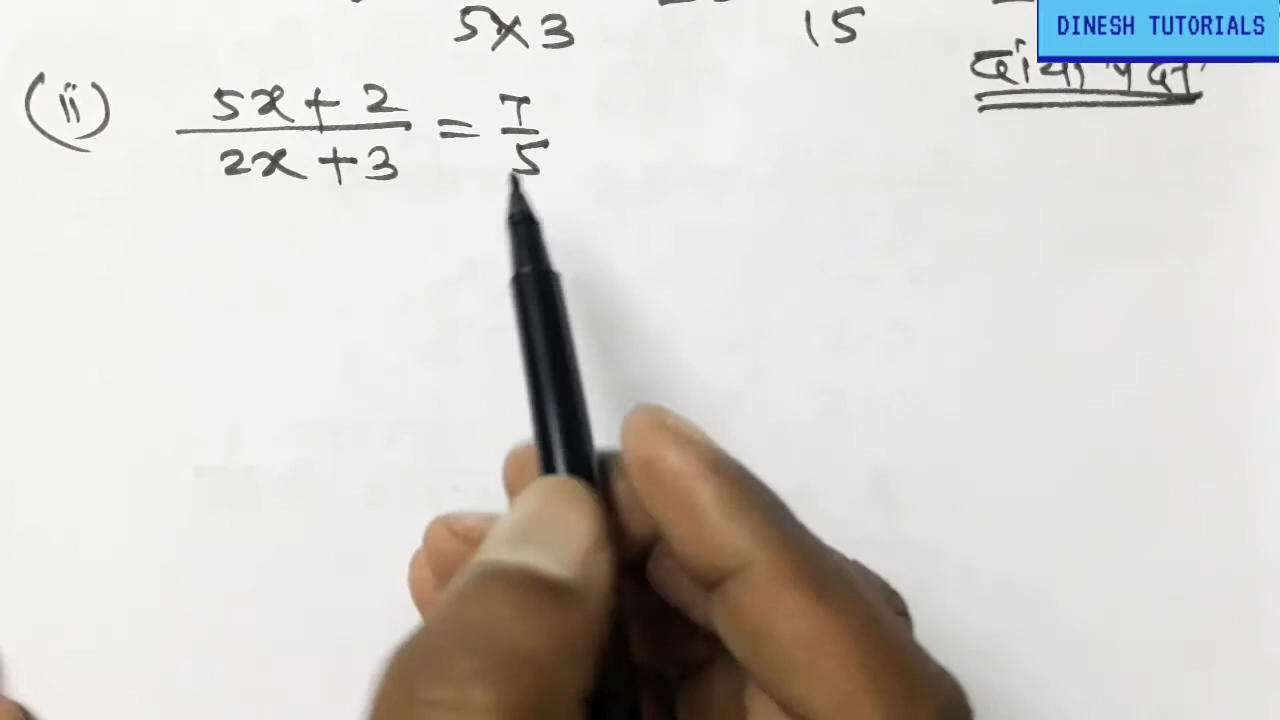 5×3 15
DINESH TUTORIALS
(ii) 5x+2 / 2x+3 = 7/5